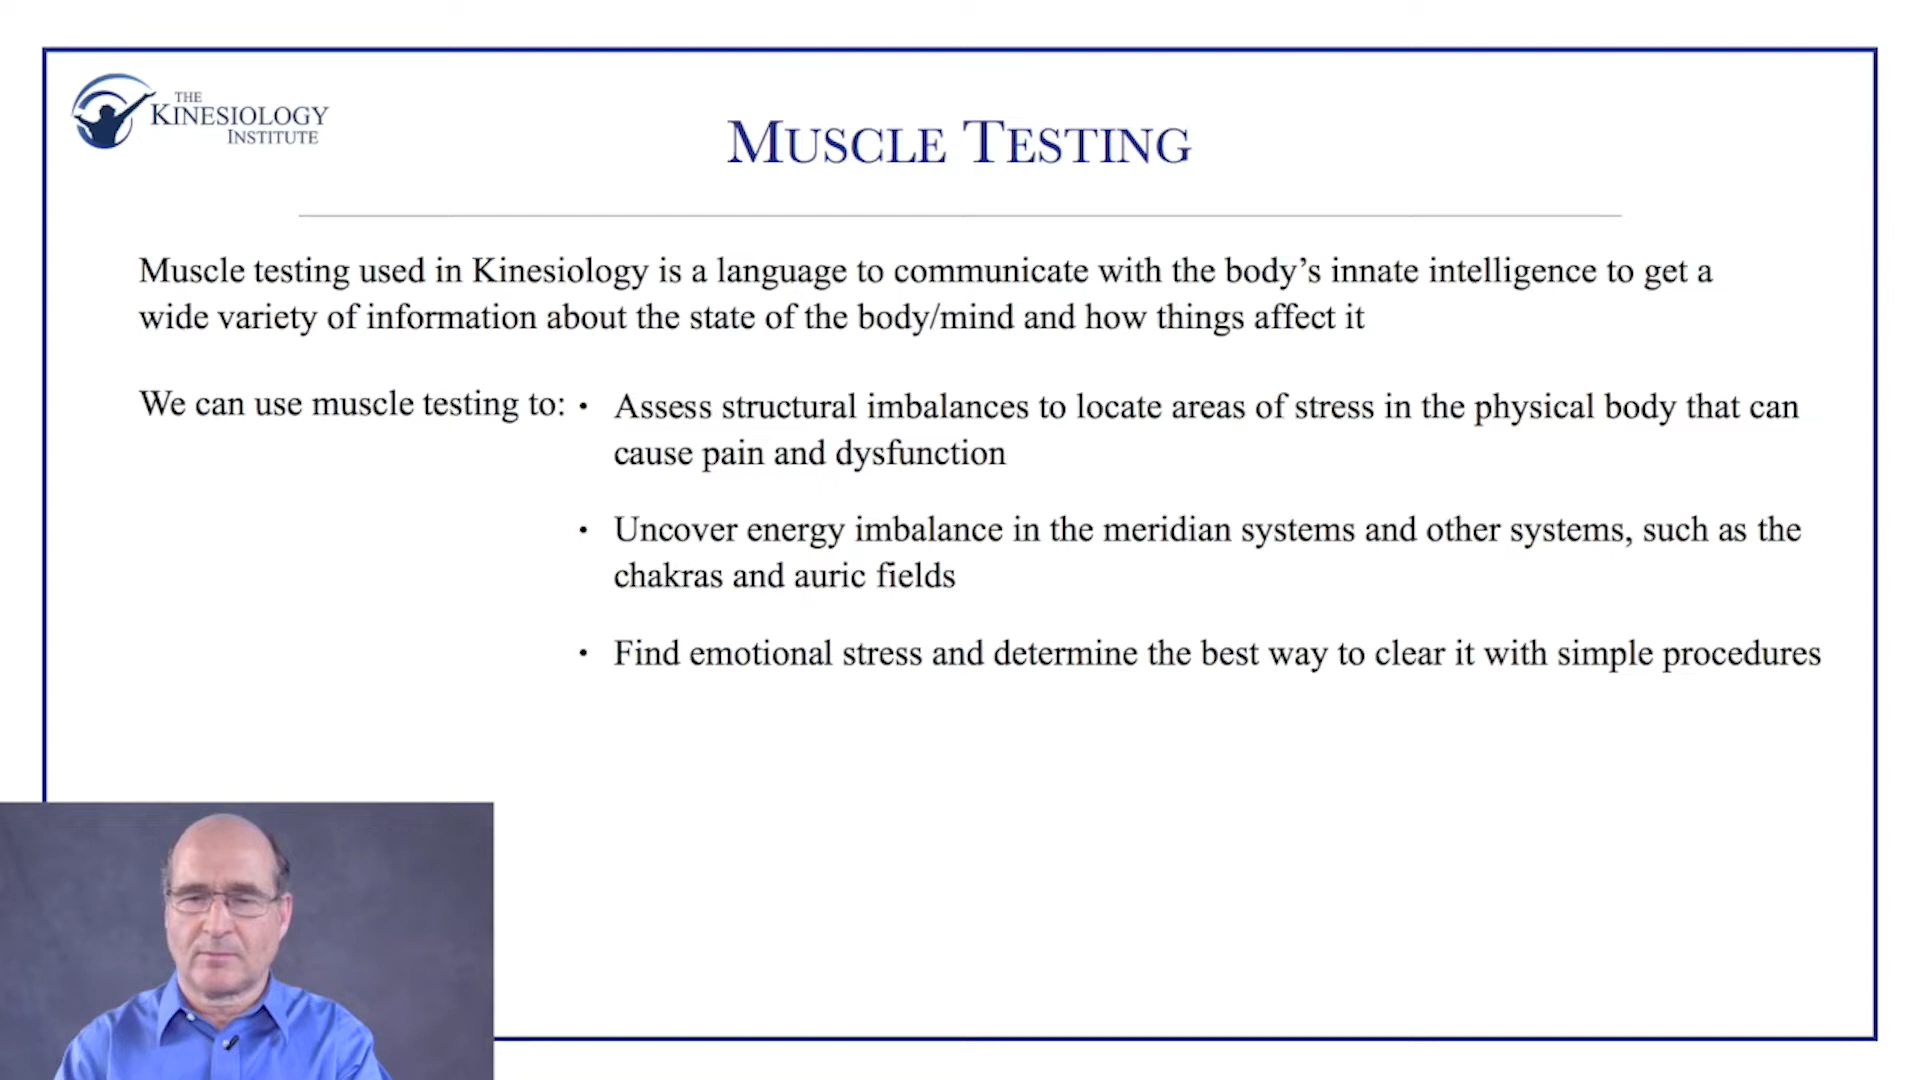 THE
KINESIOLOGY
INSTITUTE
MUSCLE TESTING
Muscle testing used in Kinesiology is a language to communicate with the body’s innate intelligence to get a
wide variety of information about the state of the body/mind and how things affect it
We can use muscle testing to:
• Assess structural imbalances to locate areas of stress in the physical body that can
cause pain and dysfunction
• Uncover energy imbalance in the meridian systems and other systems, such as the
chakras and auric fields
• Find emotional stress and determine the best way to clear it with simple procedures